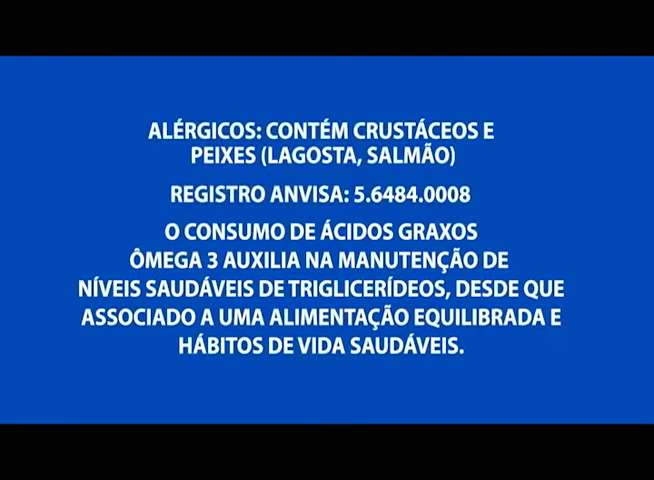 ALÉRGICOS: CONTÉM CRUSTÁCEOS E
PEIXES (LAGOSTA, SALMÃO)
REGISTRO ANVISA: 5.6484.0008
O CONSUMO DE ÁCIDOS GRAXOS
ÔMEGA 3 AUXILIA NA MANUTENÇÃO DE
NÍVEIS SAUDÁVEIS DE TRIGLICERÍDEOS, DESDE QUE
ASSOCIADO A UMA ALIMENTAÇÃO EQUILIBRADA E
HÁBITOS DE VIDA SAUDÁVEIS.